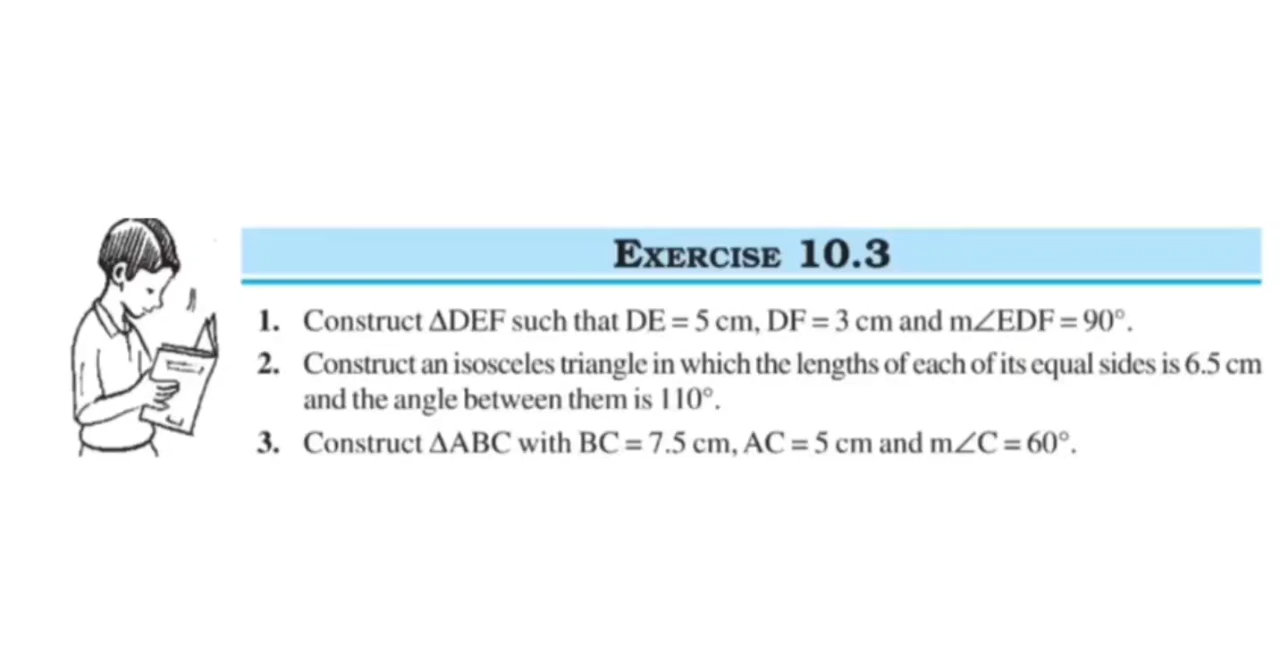 EXERCISE 10.3
1. Construct ΔDEF such that DE = 5 cm, DF = 3 cm and m∠EDF = 90°.
2. Construct an isosceles triangle in which the lengths of each of its equal sides is 6.5 cm
and the angle between them is 110°.
3. Construct ΔABC with BC = 7.5 cm, AC = 5 cm and m∠C = 60°.